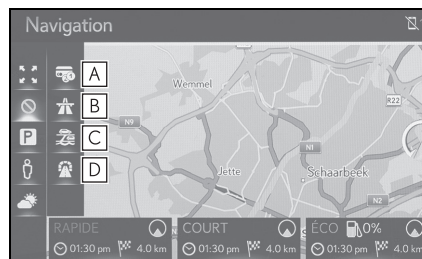 Navigation
A
B
C
D
P
Wemmel
R22
N9
N1
Jette
Schaarbeek
N2
RAPIDE
01:30 pm 4.0 km
COURT
01:30 pm 4.0 km
ÉCO 0%
01:30 pm 4.0 km